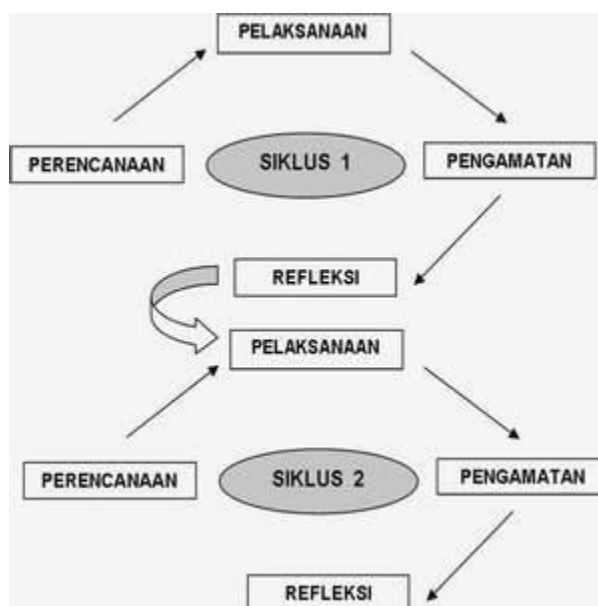 PELAKSANAAN
PERENCANAAN
SIKLUS 1
PENGAMATAN
REFLEKSI
PELAKSANAAN
PERENCANAAN
SIKLUS 2
PENGAMATAN
REFLEKSI